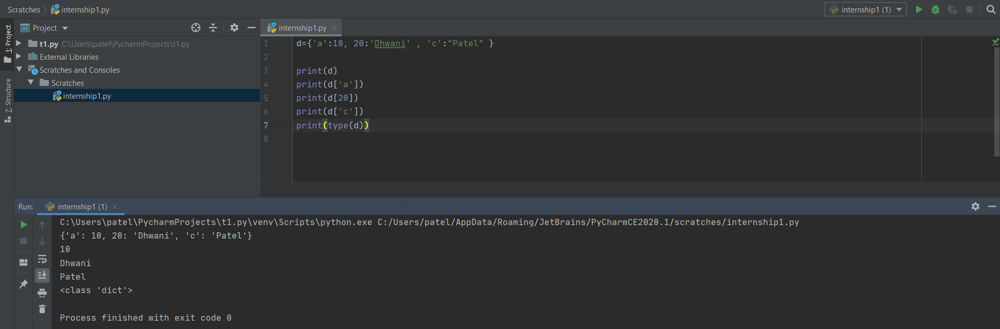 Scratches internship1.py
internship1 (1)
1: Project
7: Structure
Project
t1.py C:\Users\patel\PycharmProjects\t1.py
External Libraries
Scratches and Consoles
Scratches
internship1.py
internship1.py
1 d={'a':10, 20:'Dhwani' , 'c':"Patel" }
2
3 print(d)
4 print(d['a'])
5 print(d[20])
6 print(d['c'])
7 print(type(d))
8
Run: internship1 (1)
C:\Users\patel\PycharmProjects\t1.py\venv\Scripts\python.exe C:/Users/patel/AppData/Roaming/JetBrains/PyCharmCE2020.1/scratches/internship1.py
{'a': 10, 20: 'Dhwani', 'c': 'Patel'}
10
Dhwani
Patel
<class 'dict'>
Process finished with exit code 0